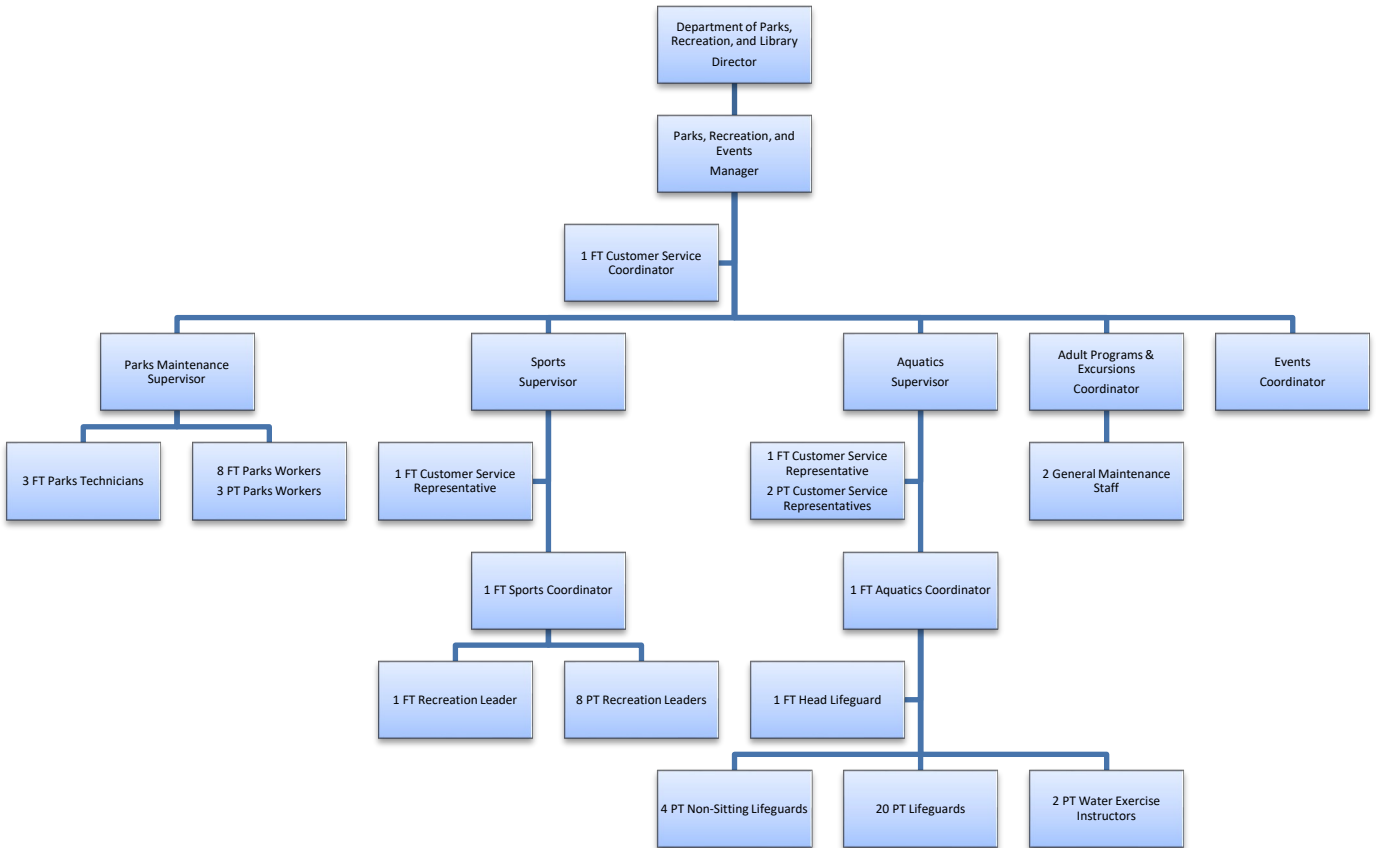 Department of Parks,
Recreation, and Library
Director
Parks, Recreation, and
Events
Manager
1 FT Customer Service
Coordinator
Parks Maintenance
Supervisor
Sports
Supervisor
Aquatics
Supervisor
Adult Programs &
Excursions
Coordinator
Events
Coordinator
3 FT Parks Technicians
8 FT Parks Workers
3 PT Parks Workers
1 FT Customer Service
Representative
1 FT Customer Service
Representative
2 PT Customer Service
Representatives
2 General Maintenance
Staff
1 FT Sports Coordinator
1 FT Aquatics Coordinator
1 FT Recreation Leader
8 PT Recreation Leaders
1 FT Head Lifeguard
4 PT Non-Sitting Lifeguards
20 PT Lifeguards
2 PT Water Exercise
Instructors